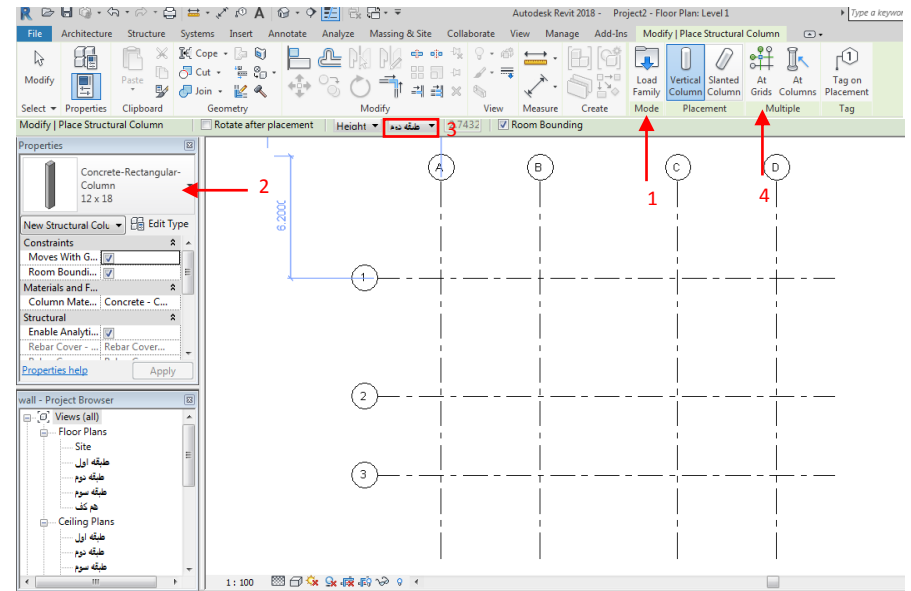 Autodesk Revit 2018 - Project2 - Floor Plan: Level 1
Type a keywor
File Architecture Structure Systems Insert Annotate Analyze Massing & Site Collaborate View Manage Add-Ins Modify | Place Structural Column
Modify
Paste
Cope
Cut
Join
Load Family
Vertical Column
Slanted Column
At Grids
At Columns
Tag on Placement
Select Properties Clipboard Geometry Modify View Measure Create Mode Placement Multiple Tag
Modify | Place Structural Column Rotate after placement Height طبقه دوم 3 7432 Room Bounding
Properties
Concrete-Rectangular-
Column
12 x 18
2
1
4
New Structural Colu Edit Type
Constraints
Moves With G...
Room Boundi...
Materials and F...
Column Mate... Concrete - C...
Structural
Enable Analyti...
Rebar Cover - ... Rebar Cover...
Properties help Apply
wall - Project Browser
Views (all)
Floor Plans
Site
طبقه اول
طبقه دوم
طبقه سوم
هم کف
Ceiling Plans
طبقه اول
طبقه دوم
طبقه سوم
A B C D
6.2000
1
2
3
1 : 100